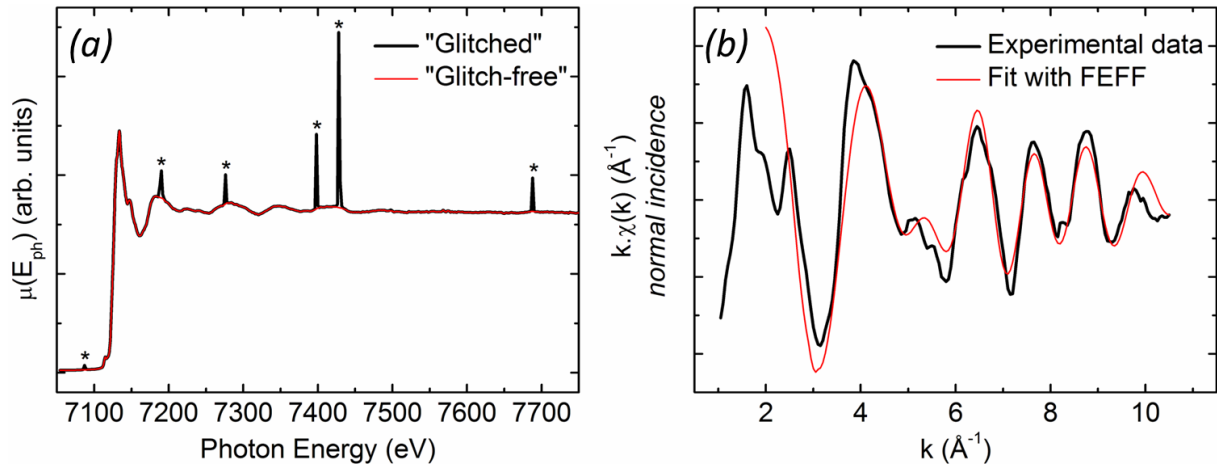 (a)
"Glitched"
"Glitch-free"
*
*
*
*
*
*
μ(E_ph) (arb. units)
7100 7200 7300 7400 7500 7600 7700
Photon Energy (eV)
(b)
Experimental data
Fit with FEFF
k.χ(k) (Å⁻¹)
normal incidence
2 4 6 8 10
k (Å⁻¹)